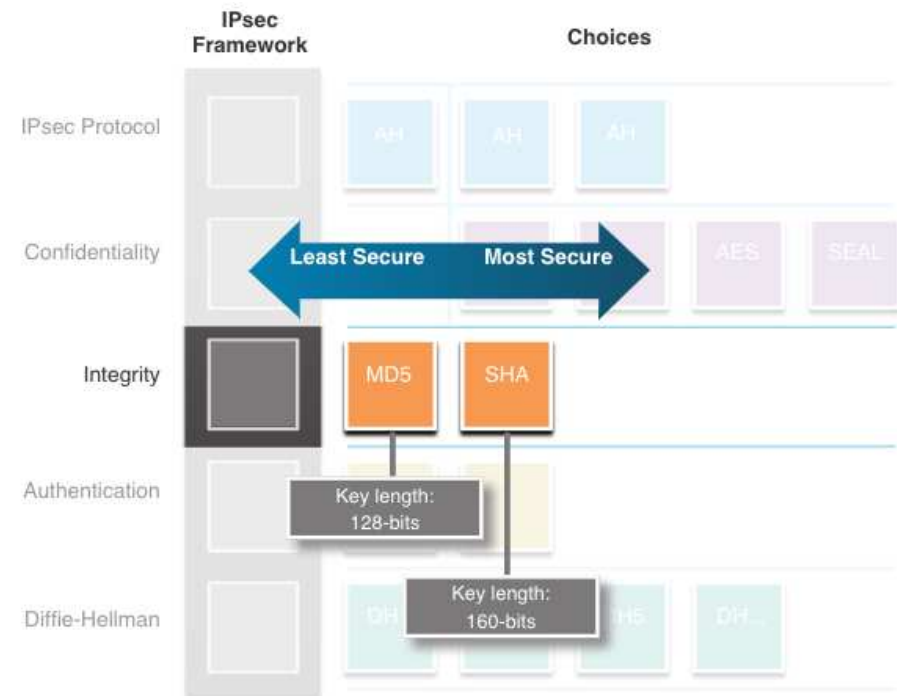 IPsec
Framework
Choices
IPsec Protocol
AH
AH
AH
Confidentiality
Least Secure
Most Secure
AES
SEAL
Integrity
MD5
SHA
Authentication
Key length:
128-bits
Diffie-Hellman
Key length:
160-bits
DH...